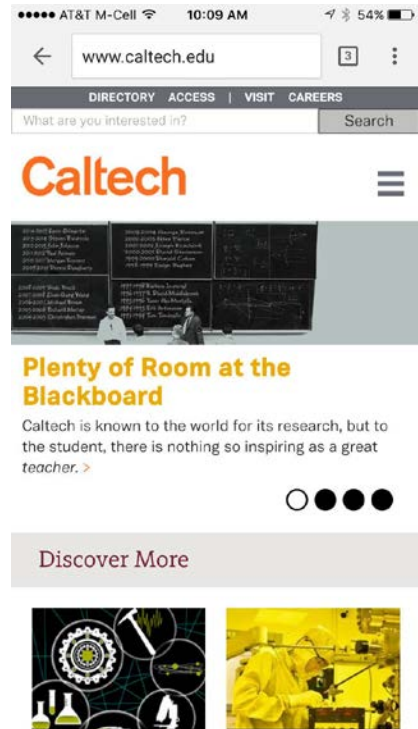 AT&T M-Cell 10:09 AM 54%
www.caltech.edu 3
DIRECTORY ACCESS | VISIT CAREERS
What are you interested in? Search
Caltech
Plenty of Room at the
Blackboard
Caltech is known to the world for its research, but to
the student, there is nothing so inspiring as a great
teacher. >
Discover More